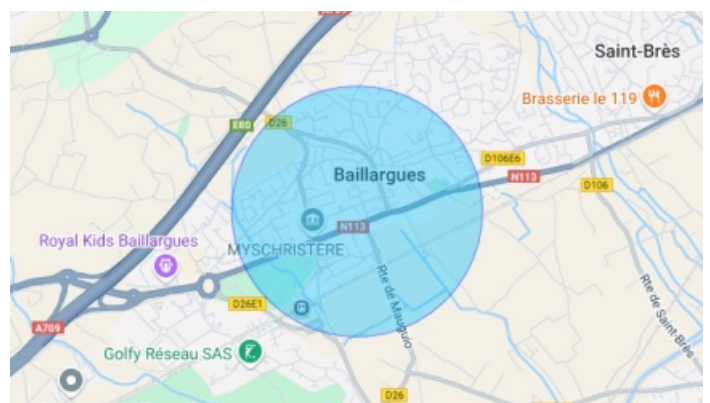 Saint-Brès
Brasserie le 119
E80
D26
Baillargues
D106E6
N113
D106
N113
MYSCHRISTERE
Royal Kids Baillargues
Rte de Mauguio
Rte de Saint-Brès
D26E1
A709
Golfy Réseau SAS
D26